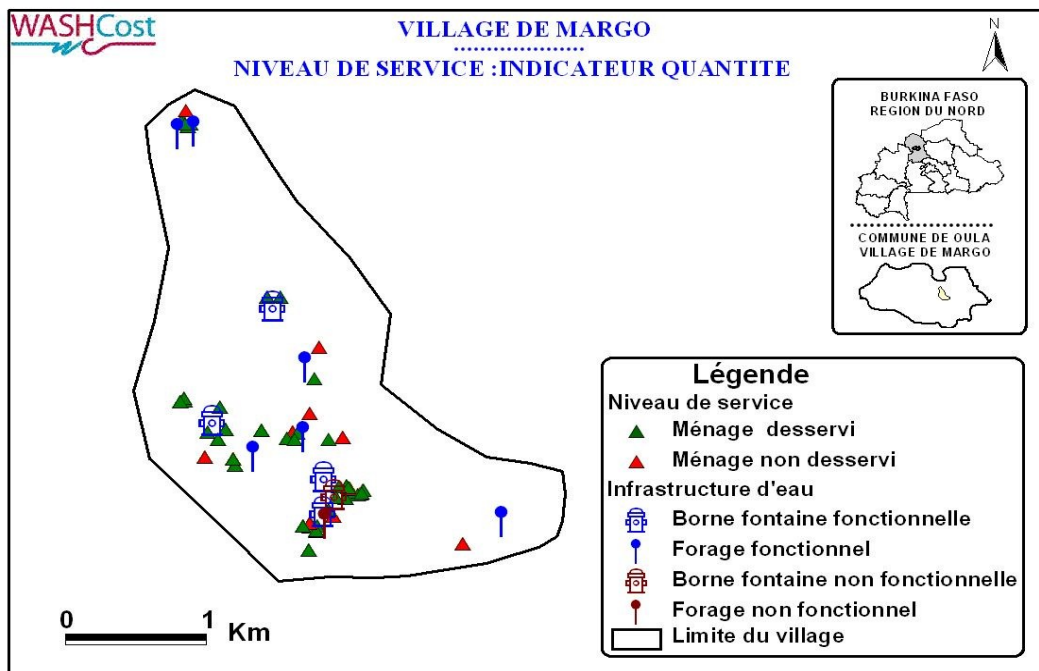 WASHCost
VILLAGE DE MARGO
NIVEAU DE SERVICE :INDICATEUR QUANTITE
N
BURKINA FASO
REGION DU NORD
COMMUNE DE OULA
VILLAGE DE MARGO
Légende
Niveau de service
Ménage desservi
Ménage non desservi
Infrastructure d'eau
Borne fontaine fonctionnelle
Forage fonctionnel
Borne fontaine non fonctionnelle
Forage non fonctionnel
Limite du village
0 1
Km